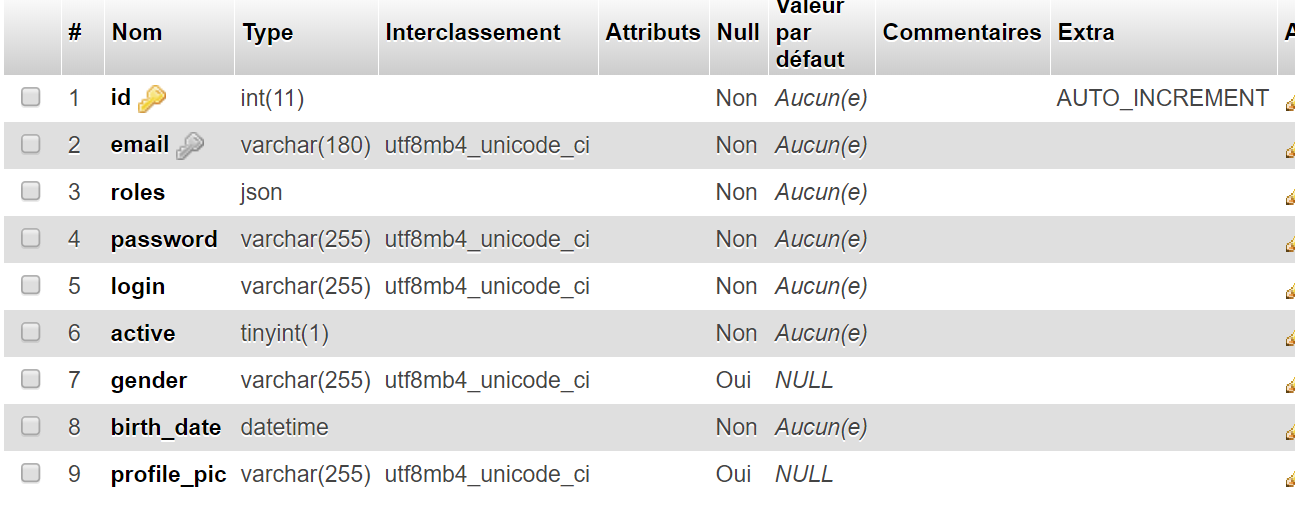 # Nom Type Interclassement Attributs Null Valeur par défaut Commentaires Extra A
1 id int(11) Non Aucun(e) AUTO_INCREMENT
2 email varchar(180) utf8mb4_unicode_ci Non Aucun(e)
3 roles json Non Aucun(e)
4 password varchar(255) utf8mb4_unicode_ci Non Aucun(e)
5 login varchar(255) utf8mb4_unicode_ci Non Aucun(e)
6 active tinyint(1) Non Aucun(e)
7 gender varchar(255) utf8mb4_unicode_ci Oui NULL
8 birth_date datetime Non Aucun(e)
9 profile_pic varchar(255) utf8mb4_unicode_ci Oui NULL